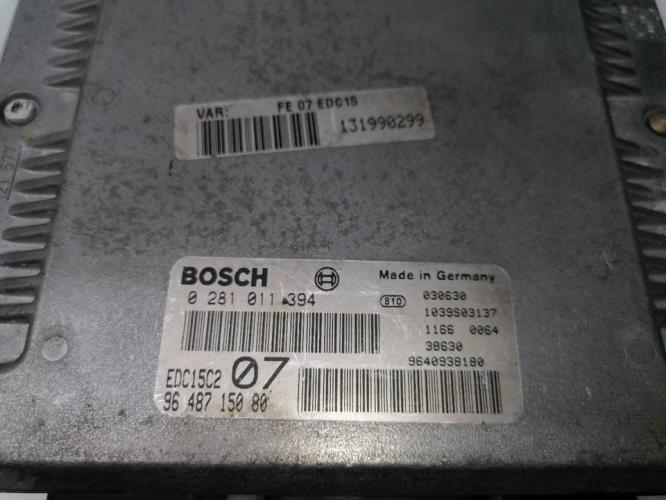 VAR: FE 07 EDC15
131990299
BOSCH
Made in Germany
0 281 011 394
810 030630
1039S03137
1166 0064
38630
9640938180
EDC15C2 07
96 487 150 80